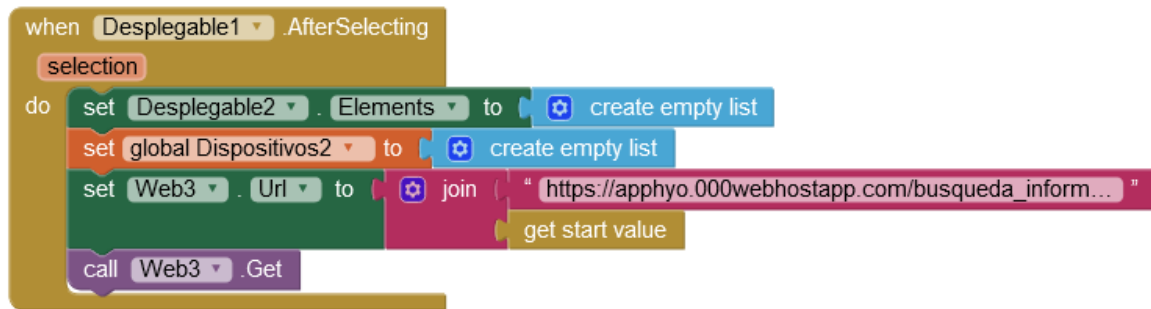 when Desplegable1 .AfterSelecting
selection
do set Desplegable2 . Elements to create empty list
set global Dispositivos2 to create empty list
set Web3 . Url to join “ https://apphyo.000webhostapp.com/busqueda_inform... ”
get start value
call Web3 .Get